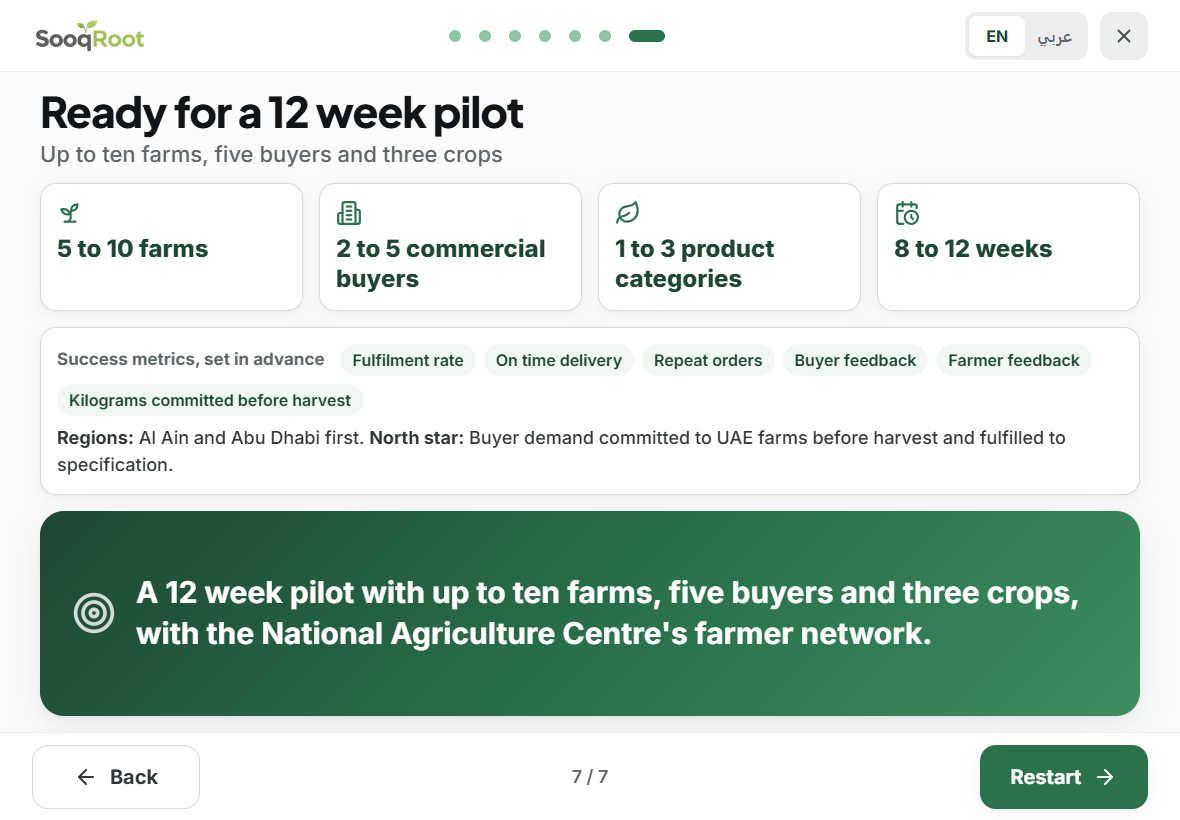 SooqRoot
EN
عربي
Ready for a 12 week pilot
Up to ten farms, five buyers and three crops
5 to 10 farms
2 to 5 commercial
buyers
1 to 3 product
categories
8 to 12 weeks
Success metrics, set in advance
Fulfilment rate
On time delivery
Repeat orders
Buyer feedback
Farmer feedback
Kilograms committed before harvest
Regions: Al Ain and Abu Dhabi first. North star: Buyer demand committed to UAE farms before harvest and fulfilled to
specification.
A 12 week pilot with up to ten farms, five buyers and three crops,
with the National Agriculture Centre's farmer network.
Back
7 / 7
Restart